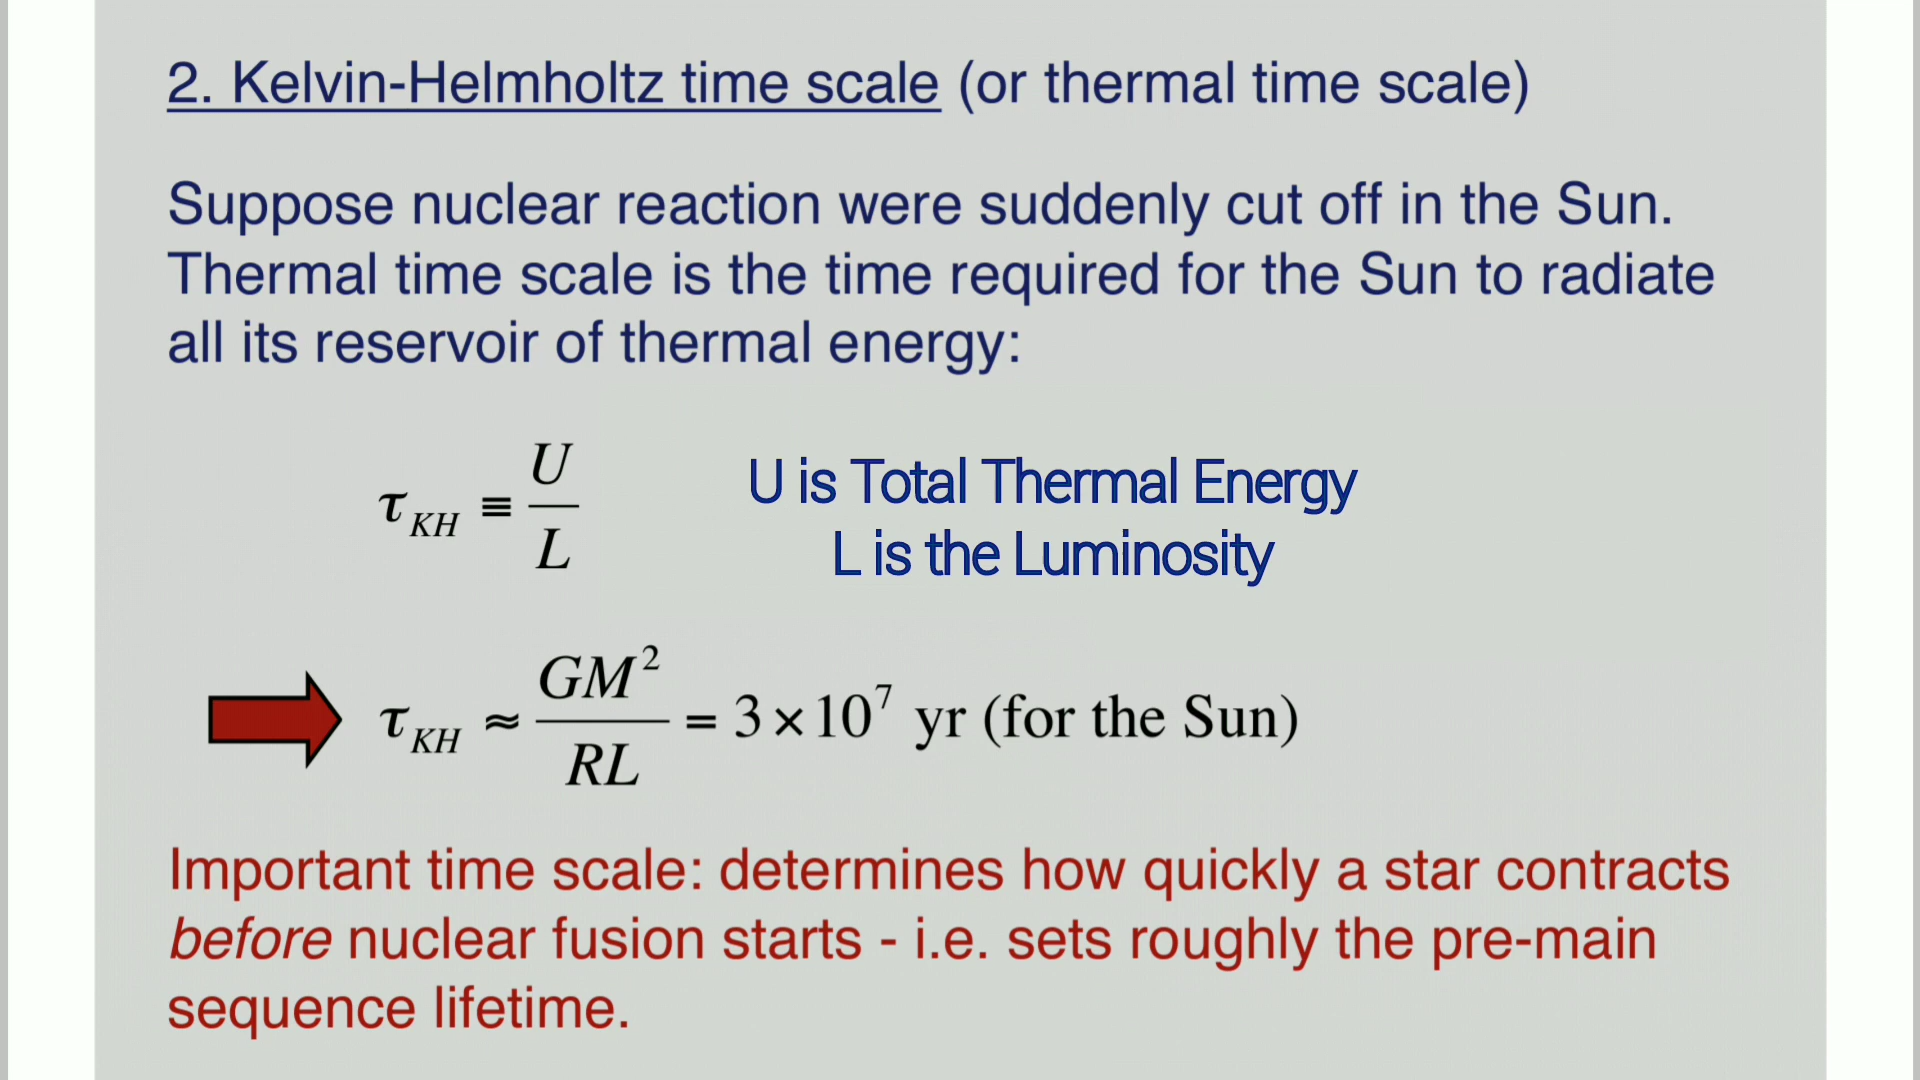 2. Kelvin-Helmholtz time scale (or thermal time scale)
Suppose nuclear reaction were suddenly cut off in the Sun.
Thermal time scale is the time required for the Sun to radiate
all its reservoir of thermal energy:
τ_KH ≡ U/L
U is Total Thermal Energy
L is the Luminosity
τ_KH ≈ GM²/RL = 3×10⁷ yr (for the Sun)
Important time scale: determines how quickly a star contracts
before nuclear fusion starts - i.e. sets roughly the pre-main
sequence lifetime.